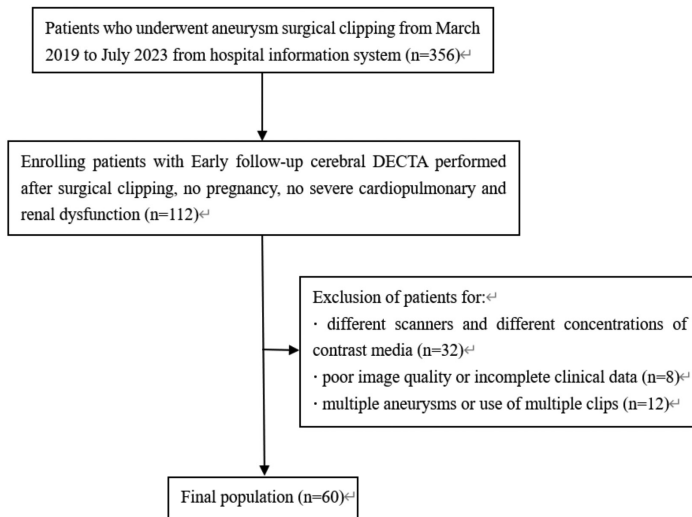 Patients who underwent aneurysm surgical clipping from March
2019 to July 2023 from hospital information system (n=356)↵
Enrolling patients with Early follow-up cerebral DECTA performed
after surgical clipping, no pregnancy, no severe cardiopulmonary and
renal dysfunction (n=112)↵
Exclusion of patients for:↵
· different scanners and different concentrations of
contrast media (n=32)↵
· poor image quality or incomplete clinical data (n=8)↵
· multiple aneurysms or use of multiple clips (n=12)↵
Final population (n=60)↵